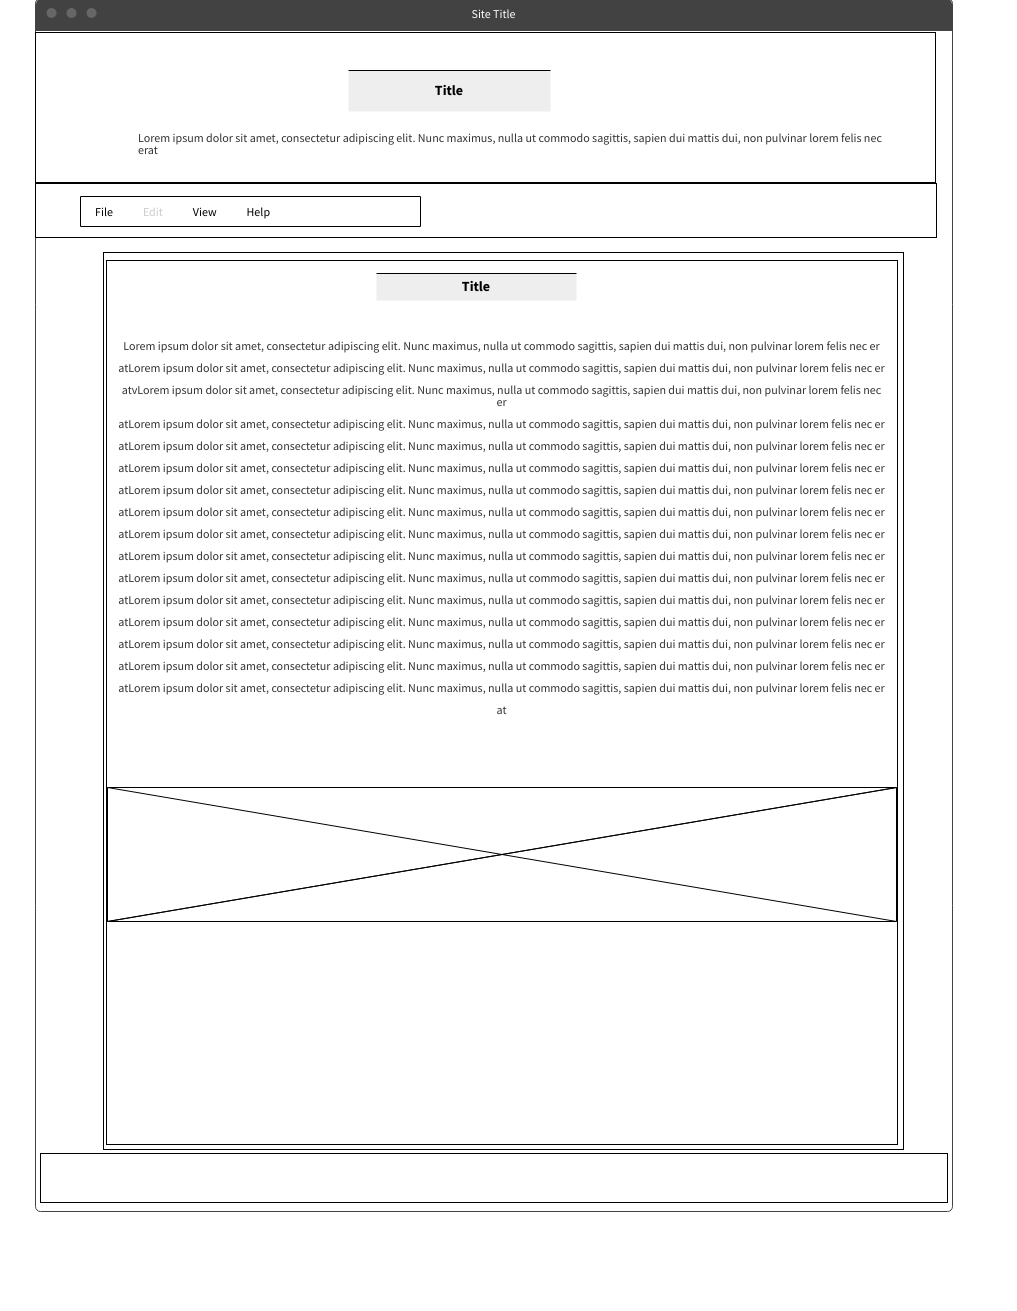 Site Title
Title
Lorem ipsum dolor sit amet, consectetur adipiscing elit. Nunc maximus, nulla ut commodo sagittis, sapien dui mattis dui, non pulvinar lorem felis nec
erat
File Edit View Help
Title
Lorem ipsum dolor sit amet, consectetur adipiscing elit. Nunc maximus, nulla ut commodo sagittis, sapien dui mattis dui, non pulvinar lorem felis nec er
atLorem ipsum dolor sit amet, consectetur adipiscing elit. Nunc maximus, nulla ut commodo sagittis, sapien dui mattis dui, non pulvinar lorem felis nec er
atvLorem ipsum dolor sit amet, consectetur adipiscing elit. Nunc maximus, nulla ut commodo sagittis, sapien dui mattis dui, non pulvinar lorem felis nec
er
atLorem ipsum dolor sit amet, consectetur adipiscing elit. Nunc maximus, nulla ut commodo sagittis, sapien dui mattis dui, non pulvinar lorem felis nec er
atLorem ipsum dolor sit amet, consectetur adipiscing elit. Nunc maximus, nulla ut commodo sagittis, sapien dui mattis dui, non pulvinar lorem felis nec er
atLorem ipsum dolor sit amet, consectetur adipiscing elit. Nunc maximus, nulla ut commodo sagittis, sapien dui mattis dui, non pulvinar lorem felis nec er
atLorem ipsum dolor sit amet, consectetur adipiscing elit. Nunc maximus, nulla ut commodo sagittis, sapien dui mattis dui, non pulvinar lorem felis nec er
atLorem ipsum dolor sit amet, consectetur adipiscing elit. Nunc maximus, nulla ut commodo sagittis, sapien dui mattis dui, non pulvinar lorem felis nec er
atLorem ipsum dolor sit amet, consectetur adipiscing elit. Nunc maximus, nulla ut commodo sagittis, sapien dui mattis dui, non pulvinar lorem felis nec er
atLorem ipsum dolor sit amet, consectetur adipiscing elit. Nunc maximus, nulla ut commodo sagittis, sapien dui mattis dui, non pulvinar lorem felis nec er
atLorem ipsum dolor sit amet, consectetur adipiscing elit. Nunc maximus, nulla ut commodo sagittis, sapien dui mattis dui, non pulvinar lorem felis nec er
atLorem ipsum dolor sit amet, consectetur adipiscing elit. Nunc maximus, nulla ut commodo sagittis, sapien dui mattis dui, non pulvinar lorem felis nec er
atLorem ipsum dolor sit amet, consectetur adipiscing elit. Nunc maximus, nulla ut commodo sagittis, sapien dui mattis dui, non pulvinar lorem felis nec er
atLorem ipsum dolor sit amet, consectetur adipiscing elit. Nunc maximus, nulla ut commodo sagittis, sapien dui mattis dui, non pulvinar lorem felis nec er
atLorem ipsum dolor sit amet, consectetur adipiscing elit. Nunc maximus, nulla ut commodo sagittis, sapien dui mattis dui, non pulvinar lorem felis nec er
atLorem ipsum dolor sit amet, consectetur adipiscing elit. Nunc maximus, nulla ut commodo sagittis, sapien dui mattis dui, non pulvinar lorem felis nec er
at